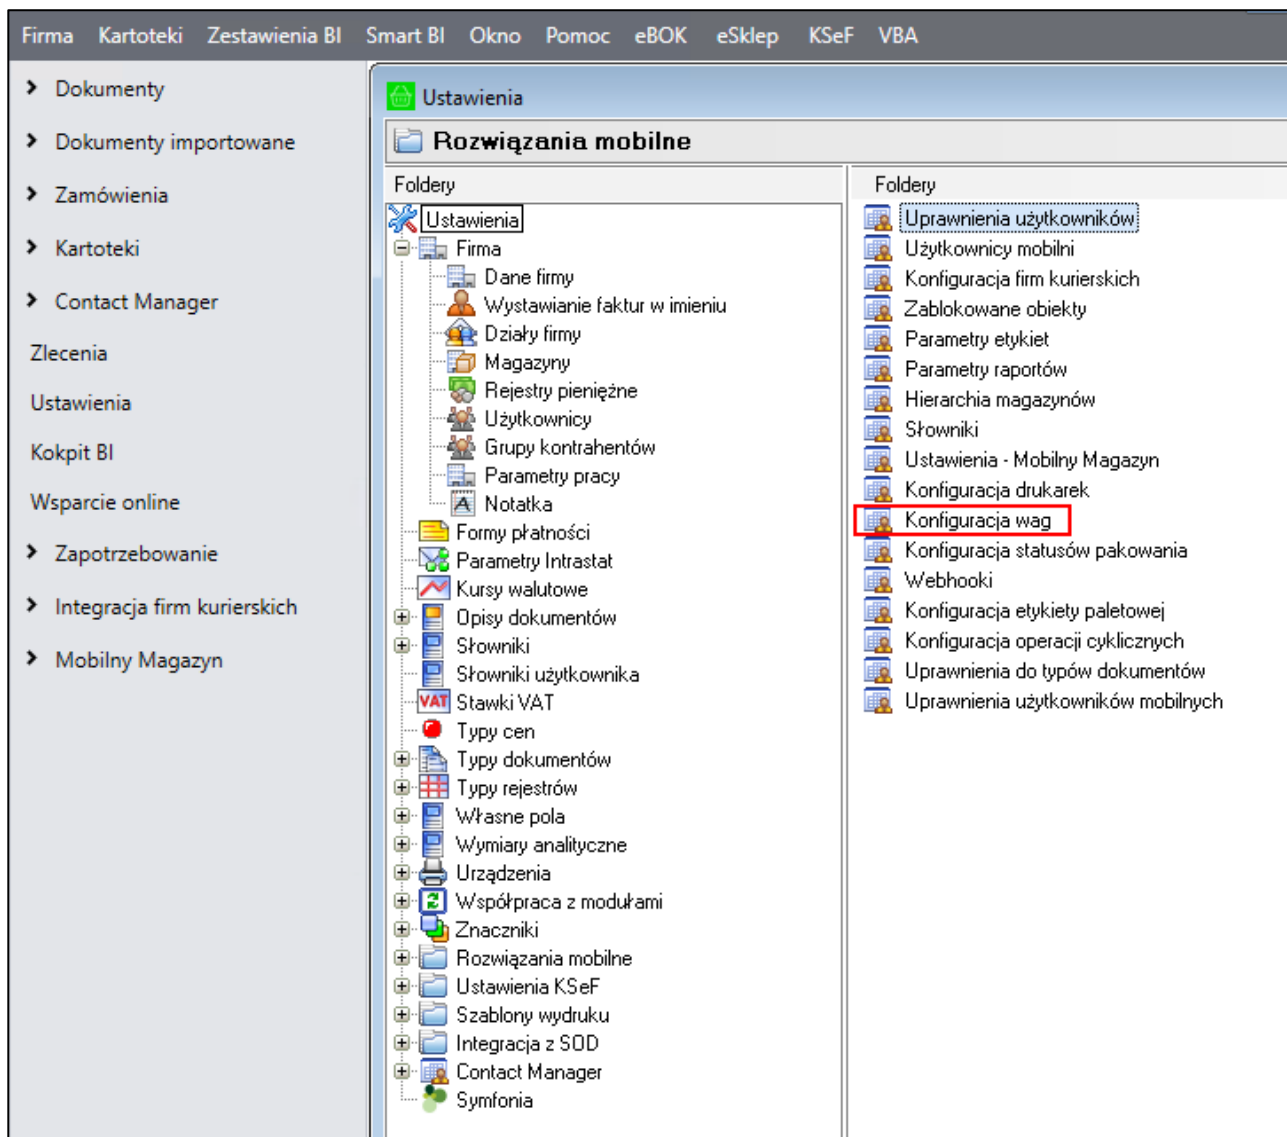 Firma Kartoteki Zestawienia BI Smart BI Okno Pomoc eBOK eSklep KSeF VBA
Dokumenty
Dokumenty importowane
Zamówienia
Kartoteki
Contact Manager
Zlecenia
Ustawienia
Kokpit BI
Wsparcie online
Zapotrzebowanie
Integracja firm kurierskich
Mobilny Magazyn
Ustawienia
Rozwiązania mobilne
Foldery
Ustawienia
Firma
Dane firmy
Wystawianie faktur w imieniu
Działy firmy
Magazyny
Rejestry pieniężne
Użytkownicy
Grupy kontrahentów
Parametry pracy
Notatka
Formy płatności
Parametry Intrastat
Kursy walutowe
Opisy dokumentów
Słowniki
Słowniki użytkownika
VAT Stawki VAT
Typy cen
Typy dokumentów
Typy rejestrów
Własne pola
Wymiary analityczne
Urządzenia
Współpraca z modułami
Znaczniki
Rozwiązania mobilne
Ustawienia KSeF
Szablony wydruku
Integracja z SOD
Contact Manager
Symfonia
Foldery
Uprawnienia użytkowników
Użytkownicy mobilni
Konfiguracja firm kurierskich
Zablokowane obiekty
Parametry etykiet
Parametry raportów
Hierarchia magazynów
Słowniki
Ustawienia - Mobilny Magazyn
Konfiguracja drukarek
Konfiguracja wag
Konfiguracja statusów pakowania
Webhooki
Konfiguracja etykiety paletowej
Konfiguracja operacji cyklicznych
Uprawnienia do typów dokumentów
Uprawnienia użytkowników mobilnych